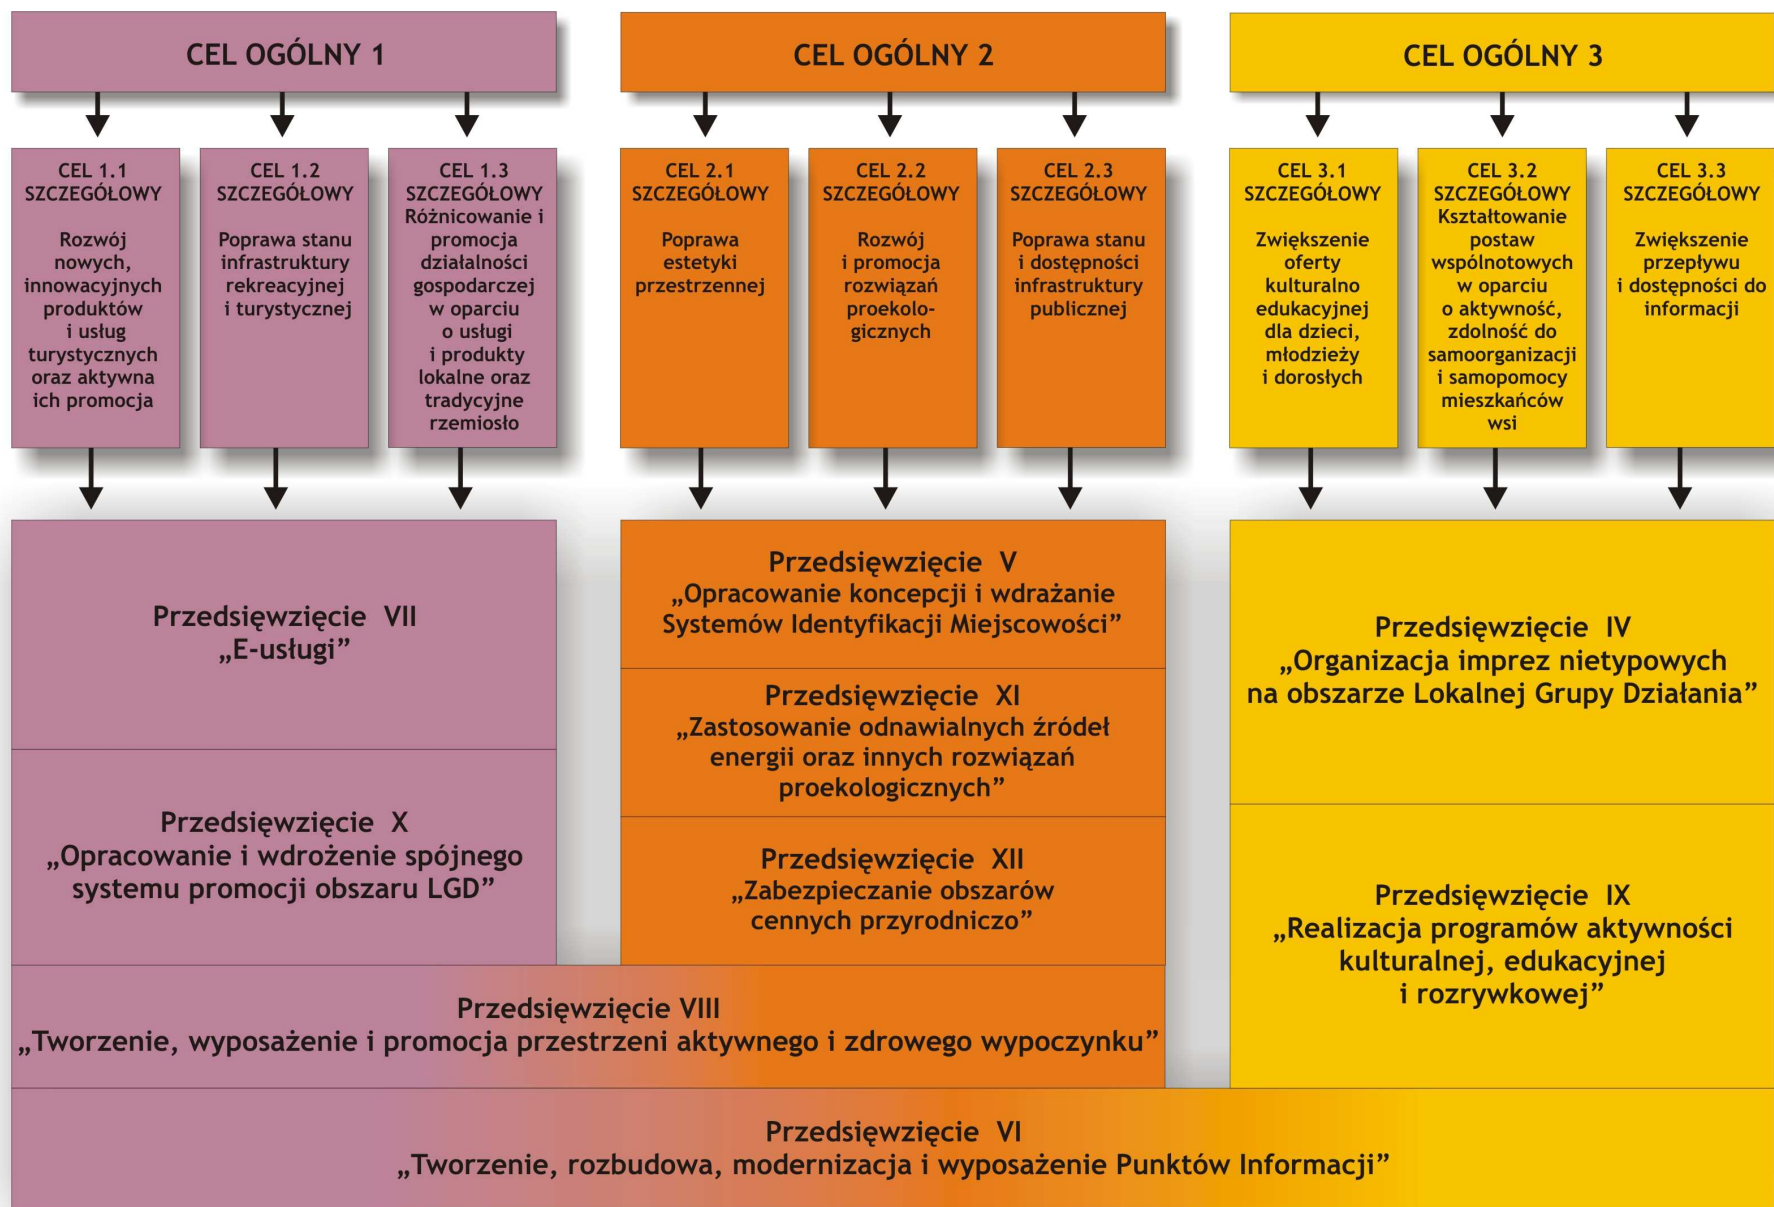 CEL OGÓLNY 1
CEL OGÓLNY 2
CEL OGÓLNY 3
CEL 1.1
SZCZEGÓŁOWY
Rozwój
nowych,
innowacyjnych
produktów
i usług
turystycznych
oraz aktywna
ich promocja
CEL 1.2
SZCZEGÓŁOWY
Poprawa stanu
infrastruktury
rekreacyjnej
i turystycznej
CEL 1.3
SZCZEGÓŁOWY
Różnicowanie i
promocja
działalności
gospodarczej
w oparciu
o usługi
i produkty
lokalne oraz
tradycyjne
rzemiosło
CEL 2.1
SZCZEGÓŁOWY
Poprawa
estetyki
przestrzennej
CEL 2.2
SZCZEGÓŁOWY
Rozwój
i promocja
rozwiązań
proekolo-
gicznych
CEL 2.3
SZCZEGÓŁOWY
Poprawa stanu
i dostępności
infrastruktury
publicznej
CEL 3.1
SZCZEGÓŁOWY
Zwiększenie
oferty
kulturalno
edukacyjnej
dla dzieci,
młodzieży
i dorosłych
CEL 3.2
SZCZEGÓŁOWY
Kształtowanie
postaw
wspólnotowych
w oparciu
o aktywność,
zdolność do
samoorganizacji
i samopomocy
mieszkańców
wsi
CEL 3.3
SZCZEGÓŁOWY
Zwiększenie
przepływu
i dostępności do
informacji
Przedsięwzięcie VII
„E-usługi”
Przedsięwzięcie X
„Opracowanie i wdrożenie spójnego
systemu promocji obszaru LGD”
Przedsięwzięcie V
„Opracowanie koncepcji i wdrażanie
Systemów Identyfikacji Miejscowości”
Przedsięwzięcie XI
„Zastosowanie odnawialnych źródeł
energii oraz innych rozwiązań
proekologicznych”
Przedsięwzięcie XII
„Zabezpieczanie obszarów
cennych przyrodniczo”
Przedsięwzięcie IV
„Organizacja imprez nietypowych
na obszarze Lokalnej Grupy Działania”
Przedsięwzięcie IX
„Realizacja programów aktywności
kulturalnej, edukacyjnej
i rozrywkowej”
Przedsięwzięcie VIII
„Tworzenie, wyposażenie i promocja przestrzeni aktywnego i zdrowego wypoczynku”
Przedsięwzięcie VI
„Tworzenie, rozbudowa, modernizacja i wyposażenie Punktów Informacji”